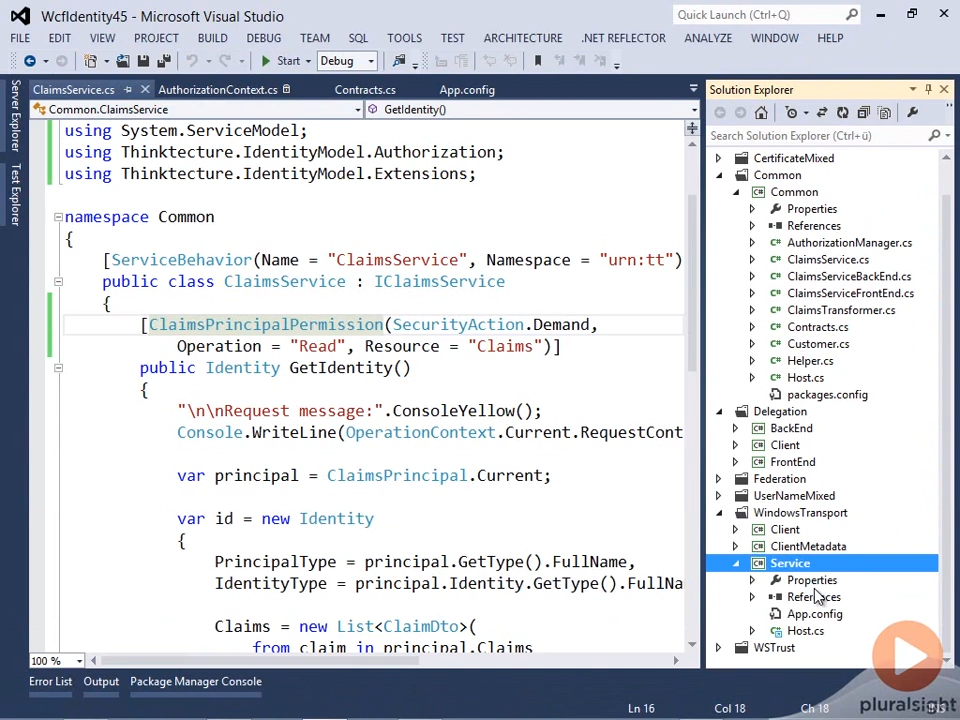 WcfIdentity45 - Microsoft Visual Studio
Quick Launch (Ctrl+Q)
FILE EDIT VIEW PROJECT BUILD DEBUG TEAM SQL TOOLS TEST ARCHITECTURE .NET REFLECTOR ANALYZE WINDOW HELP
Start Debug
ClaimsService.cs AuthorizationContext.cs Contracts.cs App.config
Common.ClaimsService GetIdentity()
Server Explorer
Test Explorer
using System.ServiceModel;
using Thinktecture.IdentityModel.Authorization;
using Thinktecture.IdentityModel.Extensions;
namespace Common
{
[ServiceBehavior(Name = "ClaimsService", Namespace = "urn:tt")
public class ClaimsService : IClaimsService
{
[ClaimsPrincipalPermission(SecurityAction.Demand,
Operation = "Read", Resource = "Claims")]
public Identity GetIdentity()
{
"\n\nRequest message:".ConsoleYellow();
Console.WriteLine(OperationContext.Current.RequestCont
var principal = ClaimsPrincipal.Current;
var id = new Identity
{
PrincipalType = principal.GetType().FullName,
IdentityType = principal.Identity.GetType().FullNa
Claims = new List<ClaimDto>(
from claim in principal.Claims
100 %
Error List Output Package Manager Console
Ln 16 Col 18 Ch 18 INS
Solution Explorer
Search Solution Explorer (Ctrl+ü)
CertificateMixed
Common
Common
Properties
References
AuthorizationManager.cs
ClaimsService.cs
ClaimsServiceBackEnd.cs
ClaimsServiceFrontEnd.cs
ClaimsTransformer.cs
Contracts.cs
Customer.cs
Helper.cs
Host.cs
packages.config
Delegation
BackEnd
Client
FrontEnd
Federation
UserNameMixed
WindowsTransport
Client
ClientMetadata
Service
Properties
References
App.config
Host.cs
WSTrust
pluralsight